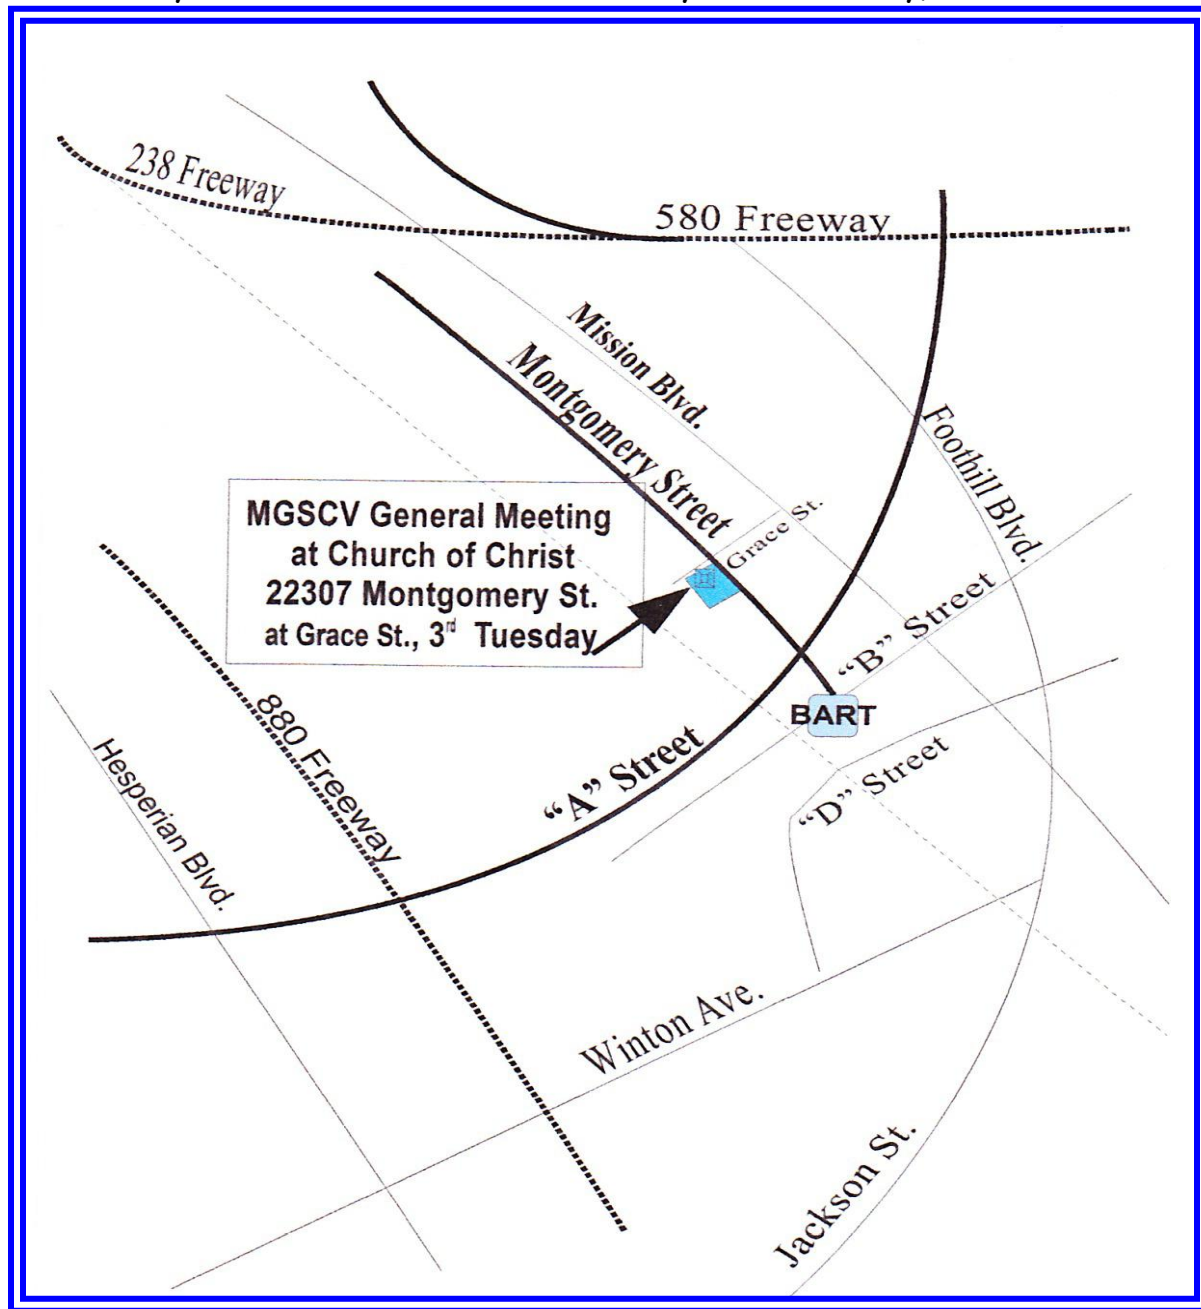 238 Freeway
580 Freeway
Mission Blvd.
Montgomery Street
Foothill Blvd.
Grace St.
MGSCV General Meeting
at Church of Christ
22307 Montgomery St.
at Grace St., 3rd Tuesday
"B" Street
BART
880 Freeway
"A" Street
"D" Street
Hesperian Blvd.
Winton Ave.
Jackson St.